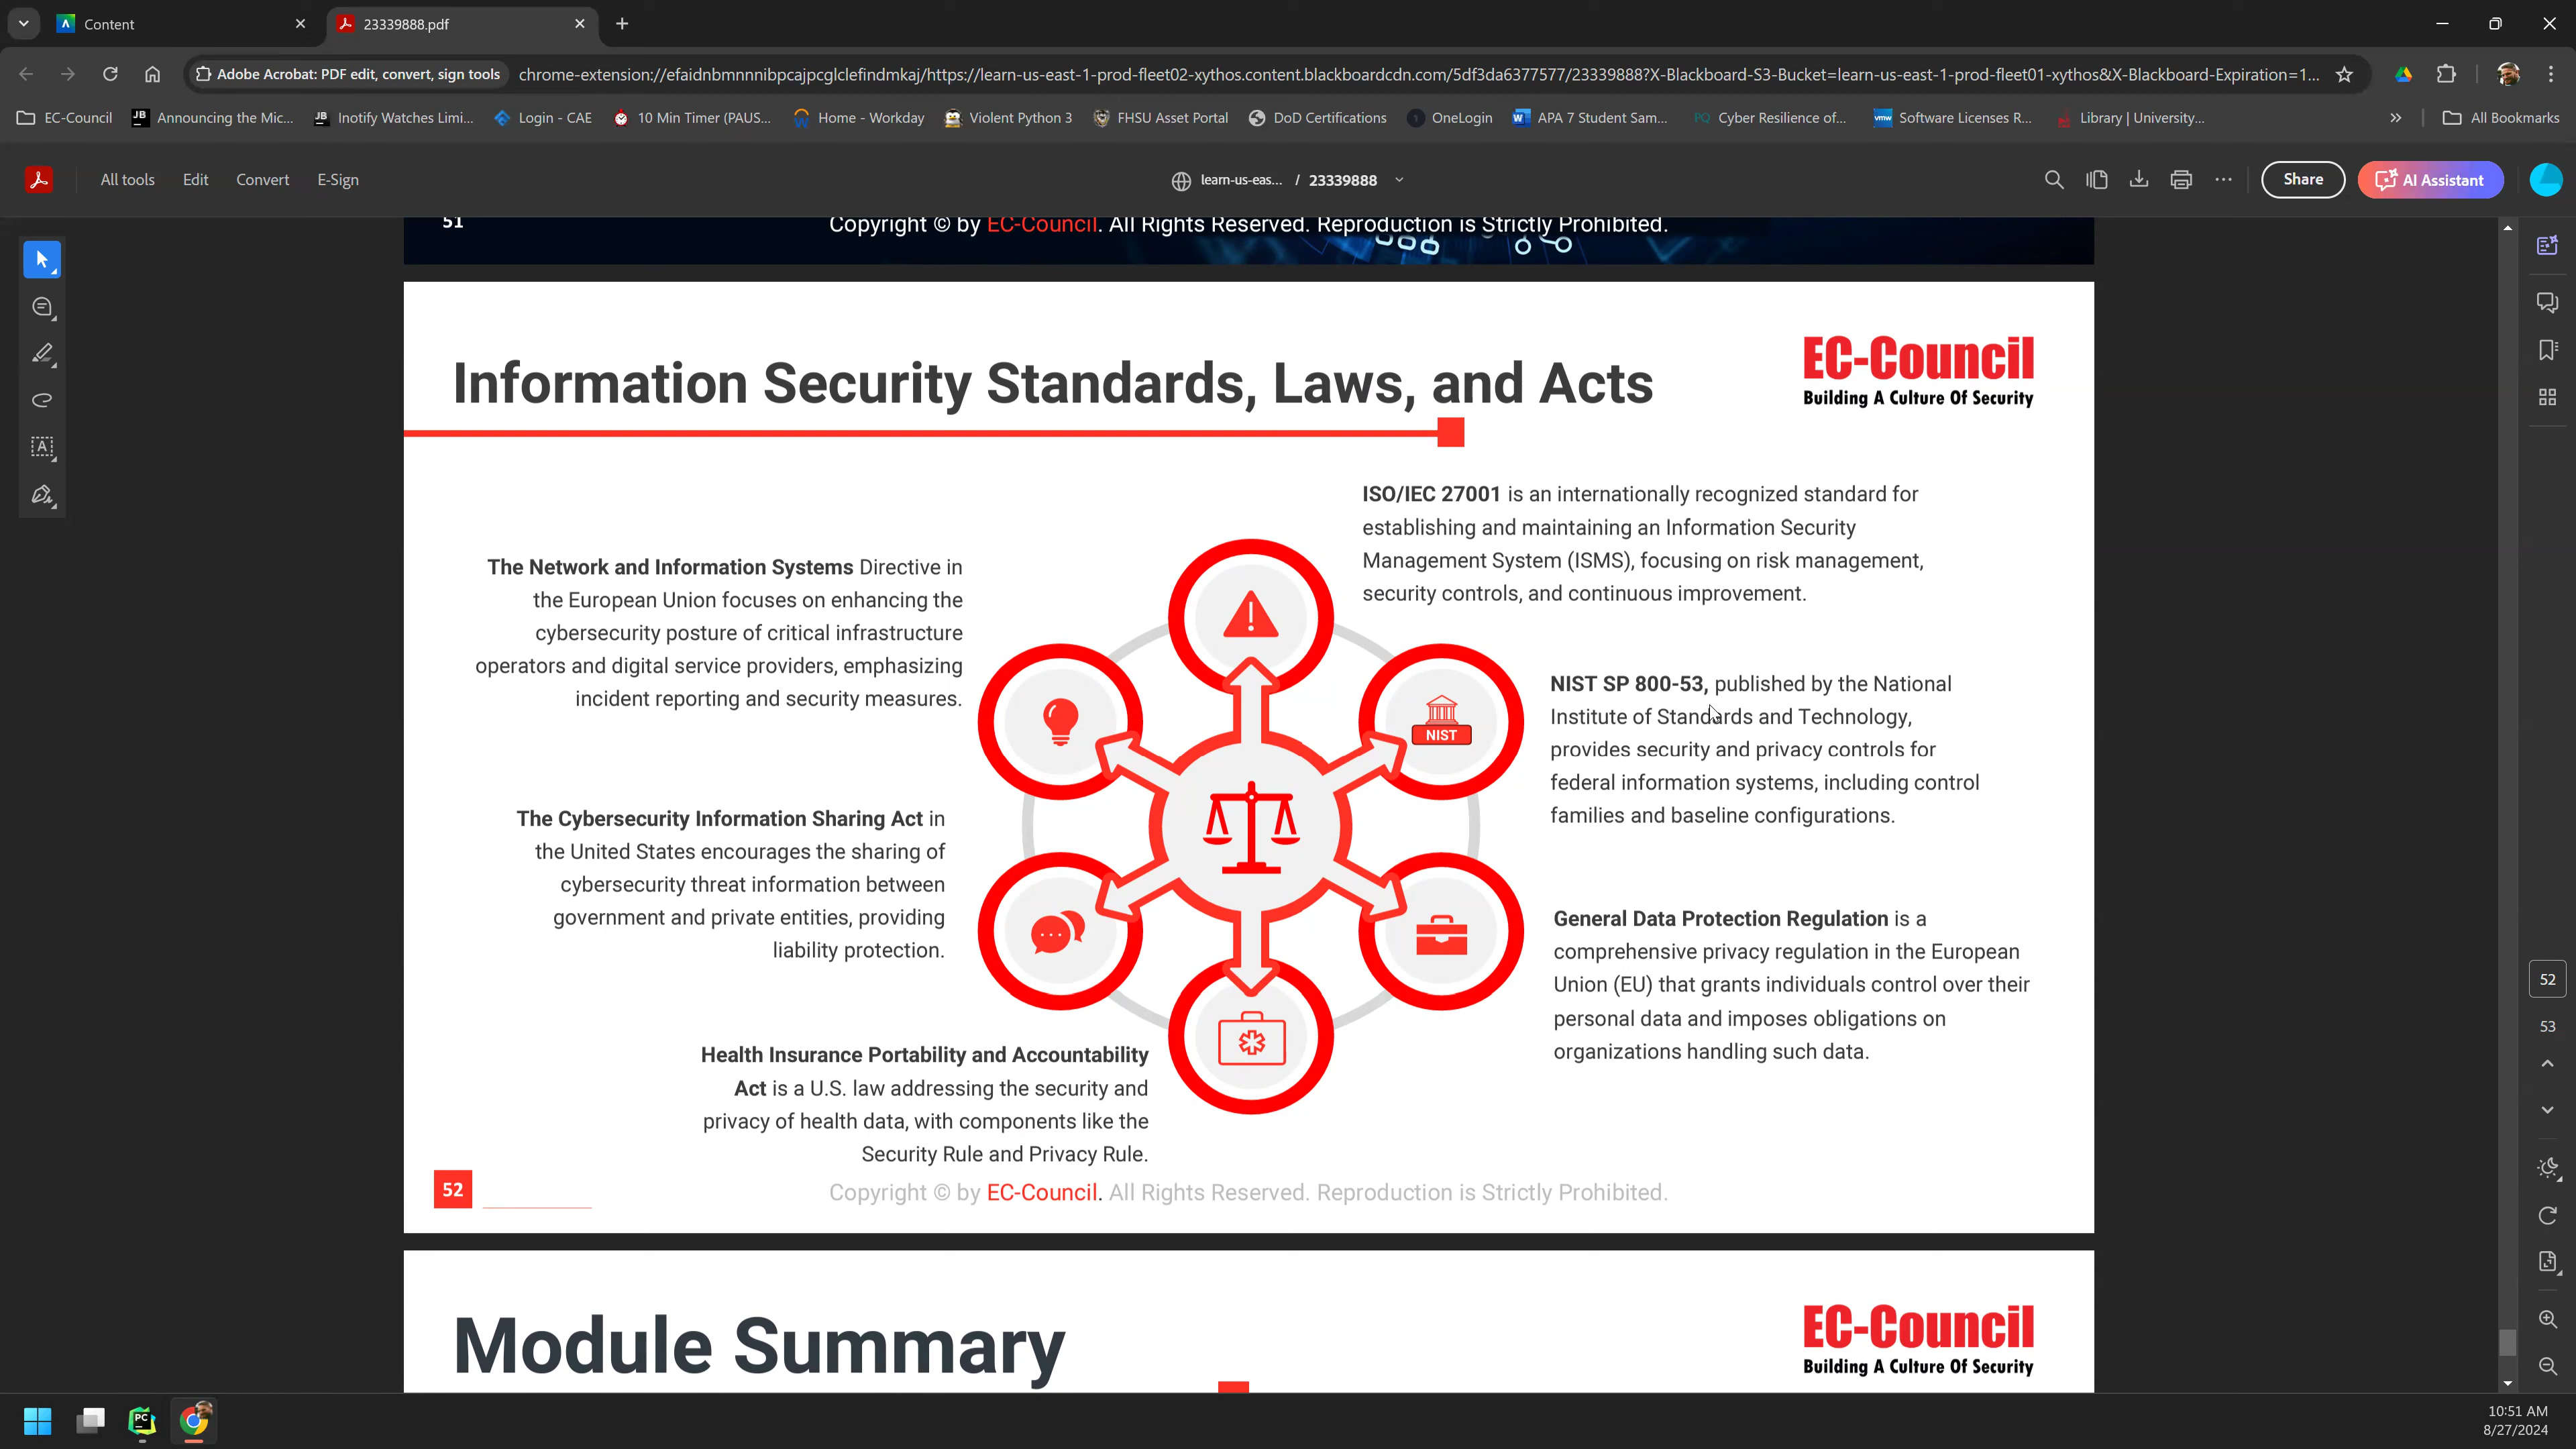 Content
23339888.pdf
Adobe Acrobat: PDF edit, convert, sign tools
chrome-extension://efaidnbmnnnibpcajpcglclefindmkaj/https://learn-us-east-1-prod-fleet02-xythos.content.blackboardcdn.com/5df3da6377577/23339888?X-Blackboard-S3-Bucket=learn-us-east-1-prod-fleet01-xythos&X-Blackboard-Expiration=1...
EC-Council
JB
Announcing the Mic...
JB
Inotify Watches Limi...
Login - CAE
10 Min Timer (PAUS...
Home - Workday
Violent Python 3
FHSU Asset Portal
DoD Certifications
OneLogin
APA 7 Student Sam...
PQ
Cyber Resilience of...
vmw
Software Licenses R...
Library | University...
All Bookmarks
All tools
Edit
Convert
E-Sign
learn-us-eas... / 23339888
Share
AI Assistant
51
Copyright © by EC-Council. All Rights Reserved. Reproduction is Strictly Prohibited.
Information Security Standards, Laws, and Acts
EC-Council
Building A Culture Of Security
ISO/IEC 27001 is an internationally recognized standard for
establishing and maintaining an Information Security
Management System (ISMS), focusing on risk management,
security controls, and continuous improvement.
The Network and Information Systems Directive in
the European Union focuses on enhancing the
cybersecurity posture of critical infrastructure
operators and digital service providers, emphasizing
incident reporting and security measures.
NIST
NIST SP 800-53, published by the National
Institute of Standards and Technology,
provides security and privacy controls for
federal information systems, including control
families and baseline configurations.
The Cybersecurity Information Sharing Act in
the United States encourages the sharing of
cybersecurity threat information between
government and private entities, providing
liability protection.
General Data Protection Regulation is a
comprehensive privacy regulation in the European
Union (EU) that grants individuals control over their
personal data and imposes obligations on
organizations handling such data.
Health Insurance Portability and Accountability
Act is a U.S. law addressing the security and
privacy of health data, with components like the
Security Rule and Privacy Rule.
52
Copyright © by EC-Council. All Rights Reserved. Reproduction is Strictly Prohibited.
52
53
Module Summary
EC-Council
Building A Culture Of Security
PC
10:51 AM
8/27/2024